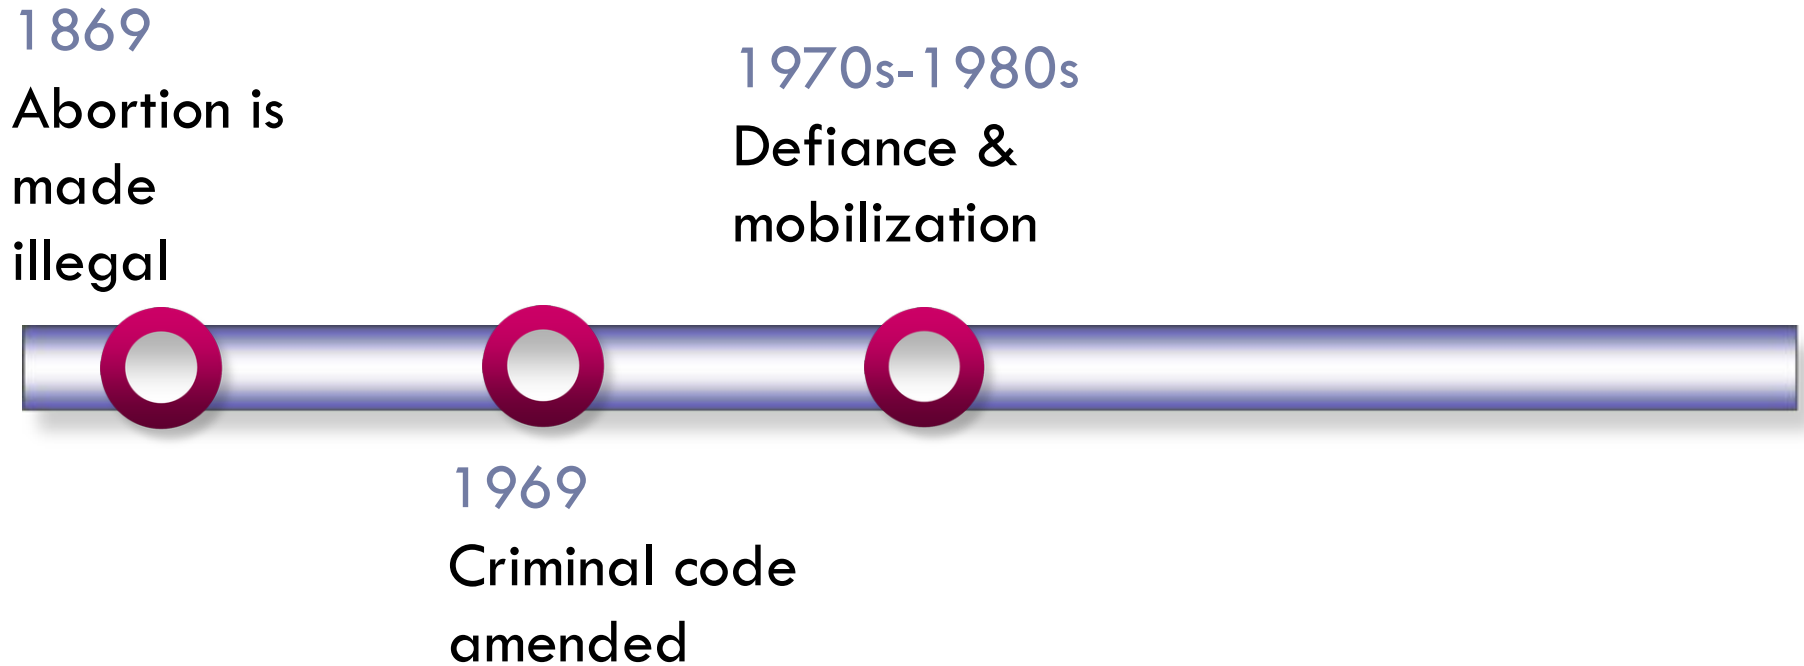 1869
Abortion is
made
illegal
1970s-1980s
Defiance &
mobilization
1969
Criminal code
amended